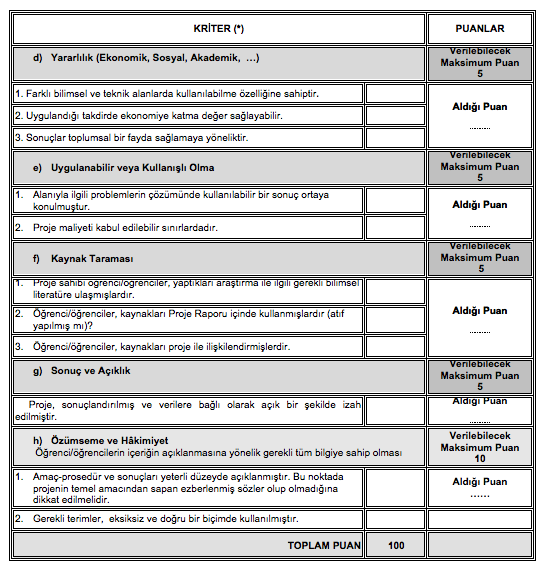 KRİTER (*)
PUANLAR
d) Yararlılık (Ekonomik, Sosyal, Akademik, …)
Verilebilecek
Maksimum Puan
5
1. Farklı bilimsel ve teknik alanlarda kullanılabilme özelliğine sahiptir.
2. Uygulandığı takdirde ekonomiye katma değer sağlayabilir.
3. Sonuçlar toplumsal bir fayda sağlamaya yöneliktir.
Aldığı Puan
.........
e) Uygulanabilir veya Kullanışlı Olma
Verilebilecek
Maksimum Puan
5
1. Alanıyla ilgili problemlerin çözümünde kullanılabilir bir sonuç ortaya
konulmuştur.
2. Proje maliyeti kabul edilebilir sınırlardadır.
Aldığı Puan
.........
f) Kaynak Taraması
Verilebilecek
Maksimum Puan
5
1. Proje sahibi öğrenci/öğrenciler, yaptıkları araştırma ile ilgili gerekli bilimsel
literatüre ulaşmışlardır.
2. Öğrenci/öğrenciler, kaynakları Proje Raporu içinde kullanmışlardır (atıf
yapılmış mı)?
3. Öğrenci/öğrenciler, kaynakları proje ile ilişkilendirmişlerdir.
Aldığı Puan
.........
g) Sonuç ve Açıklık
Verilebilecek
Maksimum Puan
5
Proje, sonuçlandırılmış ve verilere bağlı olarak açık bir şekilde izah
edilmiştir.
Aldığı Puan
.........
h) Özümseme ve Hâkimiyet
Öğrenci/öğrencilerin içeriğin açıklanmasına yönelik gerekli tüm bilgiye sahip olması
Verilebilecek
Maksimum Puan
10
1. Amaç-prosedür ve sonuçları yeterli düzeyde açıklanmıştır. Bu noktada
projenin temel amacından sapan ezberlenmiş sözler olup olmadığına
dikkat edilmelidir.
Aldığı Puan
......
2. Gerekli terimler, eksiksiz ve doğru bir biçimde kullanılmıştır.
TOPLAM PUAN
100